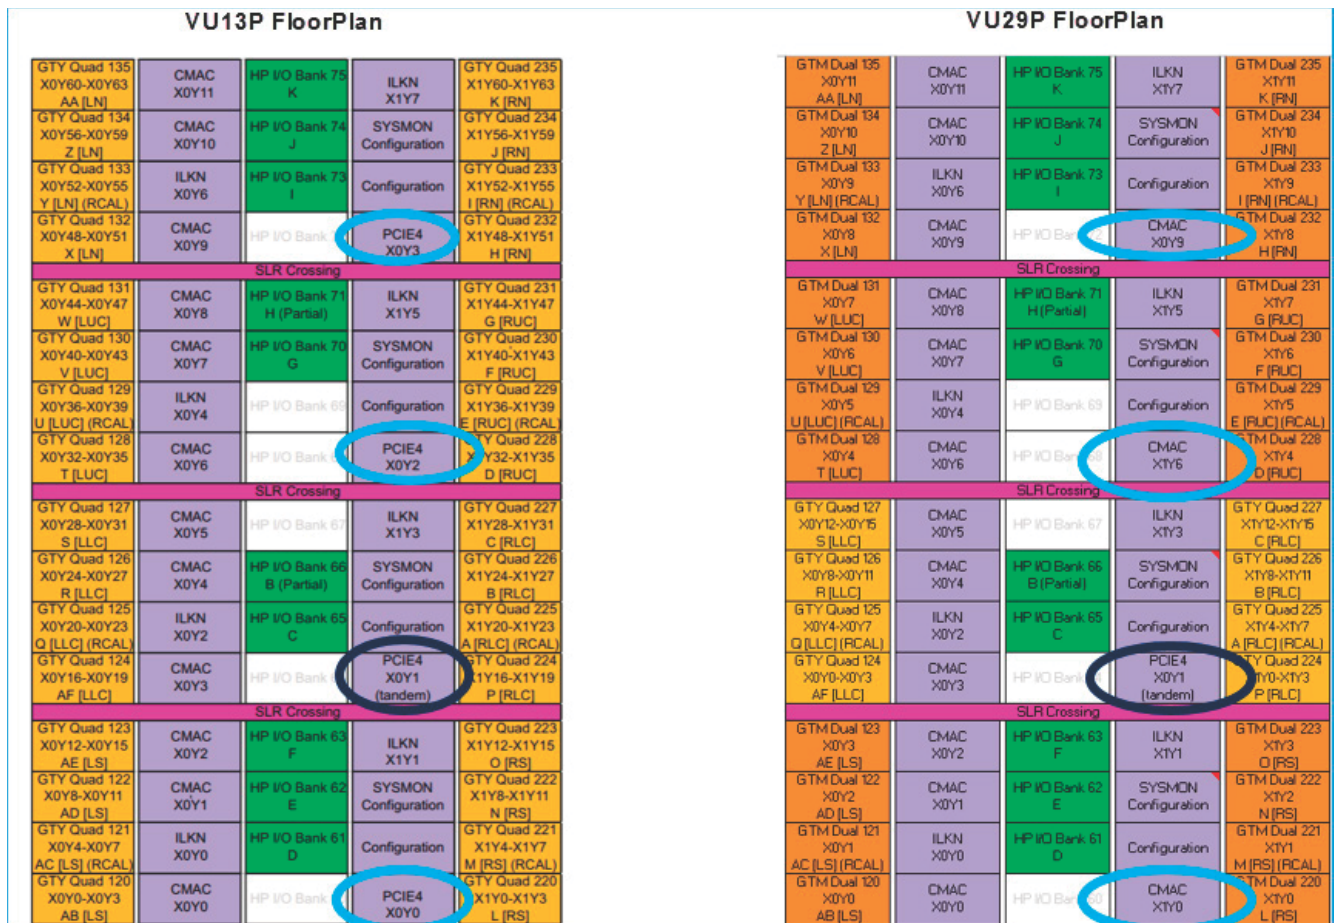 VU13P FloorPlan
GTY Quad 135
X0Y60-X0Y63
AA [LN]
CMAC
X0Y11
HP I/O Bank 75
K
ILKN
X1Y7
GTY Quad 235
X1Y60-X1Y63
K [RN]
GTY Quad 134
X0Y56-X0Y59
Z [LN]
CMAC
X0Y10
HP I/O Bank 74
J
SYSMON
Configuration
GTY Quad 234
X1Y56-X1Y59
J [RN]
GTY Quad 133
X0Y52-X0Y55
Y [LN] (RCAL)
ILKN
X0Y6
HP I/O Bank 73
I
Configuration
GTY Quad 233
X1Y52-X1Y55
I [RN] (RCAL)
GTY Quad 132
X0Y48-X0Y51
X [LN]
CMAC
X0Y9
HP I/O Bank
PCIE4
X0Y3
GTY Quad 232
X1Y48-X1Y51
H [RN]
SLR Crossing
GTY Quad 131
X0Y44-X0Y47
W [LUC]
CMAC
X0Y8
HP I/O Bank 71
H (Partial)
ILKN
X1Y5
GTY Quad 231
X1Y44-X1Y47
G [RUC]
GTY Quad 130
X0Y40-X0Y43
V [LUC]
CMAC
X0Y7
HP I/O Bank 70
G
SYSMON
Configuration
GTY Quad 230
X1Y40-X1Y43
F [RUC]
GTY Quad 129
X0Y36-X0Y39
U [LUC] (RCAL)
ILKN
X0Y4
HP I/O Bank 69
Configuration
GTY Quad 229
X1Y36-X1Y39
E [RUC] (RCAL)
GTY Quad 128
X0Y32-X0Y35
T [LUC]
CMAC
X0Y6
HP I/O Bank
PCIE4
X0Y2
GTY Quad 228
X1Y32-X1Y35
D [RUC]
SLR Crossing
GTY Quad 127
X0Y28-X0Y31
S [LLC]
CMAC
X0Y5
HP I/O Bank 67
ILKN
X1Y3
GTY Quad 227
X1Y28-X1Y31
C [RLC]
GTY Quad 126
X0Y24-X0Y27
R [LLC]
CMAC
X0Y4
HP I/O Bank 66
B (Partial)
SYSMON
Configuration
GTY Quad 226
X1Y24-X1Y27
B [RLC]
GTY Quad 125
X0Y20-X0Y23
Q [LLC] (RCAL)
ILKN
X0Y2
HP I/O Bank 65
C
Configuration
GTY Quad 225
X1Y20-X1Y23
A [RLC] (RCAL)
GTY Quad 124
X0Y16-X0Y19
AF [LLC]
CMAC
X0Y3
HP I/O Bank
PCIE4
X0Y1
(tandem)
GTY Quad 224
X1Y16-X1Y19
P [RLC]
SLR Crossing
GTY Quad 123
X0Y12-X0Y15
AE [LS]
CMAC
X0Y2
HP I/O Bank 63
F
ILKN
X1Y1
GTY Quad 223
X1Y12-X1Y15
O [RS]
GTY Quad 122
X0Y8-X0Y11
AD [LS]
CMAC
X0Y1
HP I/O Bank 62
E
SYSMON
Configuration
GTY Quad 222
X1Y8-X1Y11
N [RS]
GTY Quad 121
X0Y4-X0Y7
AC [LS] (RCAL)
ILKN
X0Y0
HP I/O Bank 61
D
Configuration
GTY Quad 221
X1Y4-X1Y7
M [RS] (RCAL)
GTY Quad 120
X0Y0-X0Y3
AB [LS]
CMAC
X0Y0
HP I/O Bank
PCIE4
X0Y0
GTY Quad 220
X1Y0-X1Y3
L [RS]
VU29P FloorPlan
GTM Dual 135
X0Y11
AA [LN]
CMAC
X0Y11
HP I/O Bank 75
K
ILKN
X1Y7
GTM Dual 235
X1Y11
K [RN]
GTM Dual 134
X0Y10
Z [LN]
CMAC
X0Y10
HP I/O Bank 74
J
SYSMON
Configuration
GTM Dual 234
X1Y10
J [RN]
GTM Dual 133
X0Y9
Y [LN] (RCAL)
ILKN
X0Y6
HP I/O Bank 73
I
Configuration
GTM Dual 233
X1Y9
I [RN] (RCAL)
GTM Dual 132
X0Y8
X [LN]
CMAC
X0Y9
HP I/O
CMAC
X0Y9
GTM Dual 232
X1Y8
H [RN]
SLR Crossing
GTM Dual 131
X0Y7
W [LUC]
CMAC
X0Y8
HP I/O Bank 71
H (Partial)
ILKN
X1Y5
GTM Dual 231
X1Y7
G [RUC]
GTM Dual 130
X0Y6
V [LUC]
CMAC
X0Y7
HP I/O Bank 70
G
SYSMON
Configuration
GTM Dual 230
X1Y6
F [RUC]
GTM Dual 129
X0Y5
U [LUC] (RCAL)
ILKN
X0Y4
HP I/O Bank 69
Configuration
GTM Dual 229
X1Y5
E [RUC] (RCAL)
GTM Dual 128
X0Y4
T [LUC]
CMAC
X0Y6
HP I/O
CMAC
X1Y6
GTM Dual 228
X1Y4
D [RUC]
SLR Crossing
GTY Quad 127
X0Y12-X0Y15
S [LLC]
CMAC
X0Y5
HP I/O Bank 67
ILKN
X1Y3
GTY Quad 227
X1Y12-X1Y15
C [RLC]
GTY Quad 126
X0Y8-X0Y11
R [LLC]
CMAC
X0Y4
HP I/O Bank 66
B (Partial)
SYSMON
Configuration
GTY Quad 226
X1Y8-X1Y11
B [RLC]
GTY Quad 125
X0Y4-X0Y7
Q [LLC] (RCAL)
ILKN
X0Y2
HP I/O Bank 65
C
Configuration
GTY Quad 225
X1Y4-X1Y7
A [RLC] (RCAL)
GTY Quad 124
X0Y0-X0Y3
AF [LLC]
CMAC
X0Y3
HP I/O
PCIE4
X0Y1
(tandem)
GTY Quad 224
X1Y0-X1Y3
P [RLC]
SLR Crossing
GTM Dual 123
X0Y3
AE [LS]
CMAC
X0Y2
HP I/O Bank 63
F
ILKN
X1Y1
GTM Dual 223
X1Y3
O [RS]
GTM Dual 122
X0Y2
AD [LS]
CMAC
X0Y1
HP I/O Bank 62
E
SYSMON
Configuration
GTM Dual 222
X1Y2
N [RS]
GTM Dual 121
X0Y1
AC [LS] (RCAL)
ILKN
X0Y0
HP I/O Bank 61
D
Configuration
GTM Dual 221
X1Y1
M [RS] (RCAL)
GTM Dual 120
X0Y0
AB [LS]
CMAC
X0Y0
HP I/O
CMAC
X1Y0
GTM Dual 220
X1Y0
L [RS]